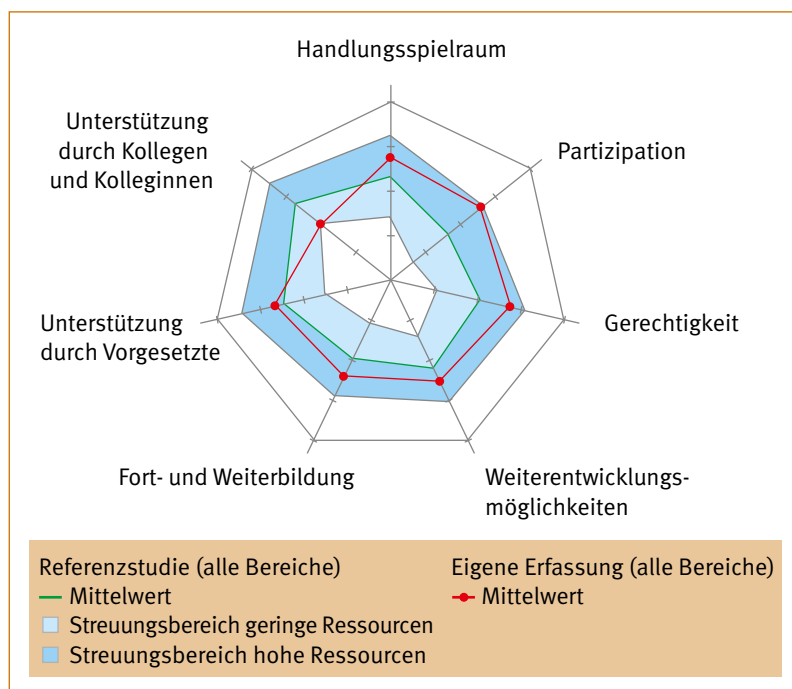 Handlungsspielraum
Unterstützung
durch Kollegen
und Kolleginnen
Partizipation
Unterstützung
durch Vorgesetzte
Gerechtigkeit
Fort- und Weiterbildung
Weiterentwicklungs-
möglichkeiten
Referenzstudie (alle Bereiche)
Mittelwert
Streuungsbereich geringe Ressourcen
Streuungsbereich hohe Ressourcen
Eigene Erfassung (alle Bereiche)
Mittelwert